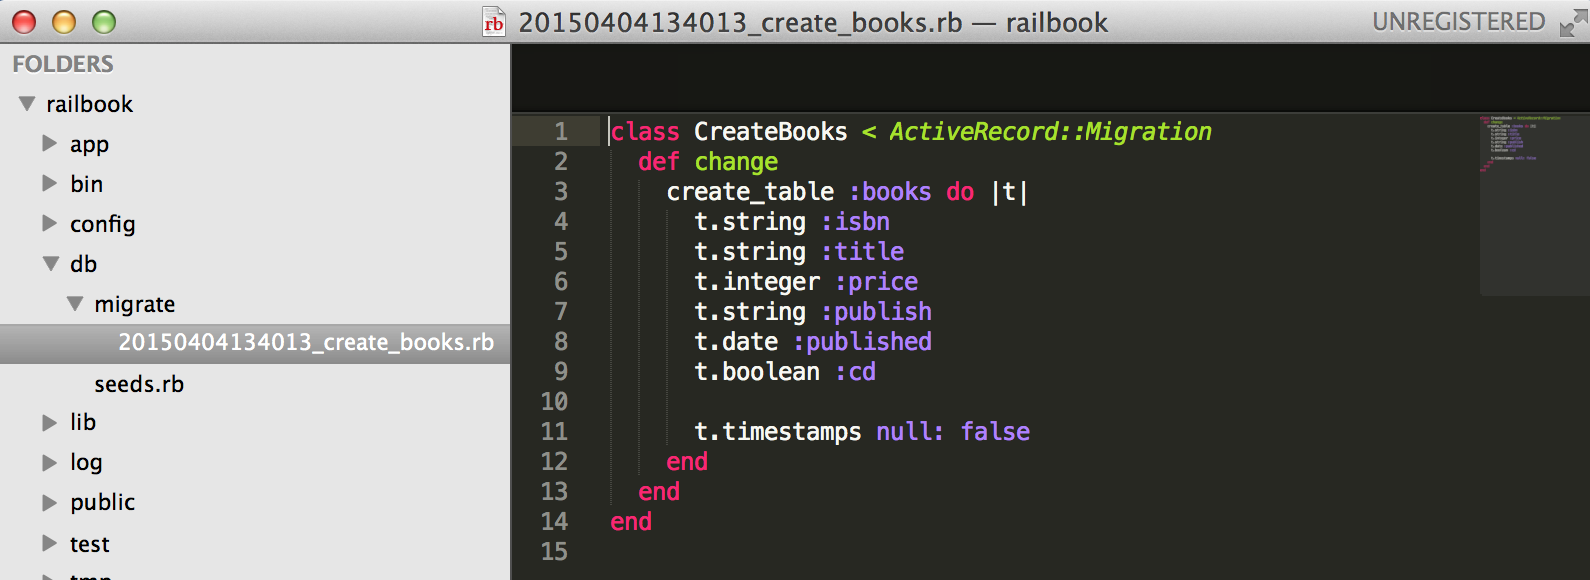 rb 20150404134013_create_books.rb — railbook UNREGISTERED
FOLDERS
railbook
app
bin
config
db
migrate
20150404134013_create_books.rb
seeds.rb
lib
log
public
test
tmp
1 class CreateBooks < ActiveRecord::Migration
2 def change
3 create_table :books do |t|
4 t.string :isbn
5 t.string :title
6 t.integer :price
7 t.string :publish
8 t.date :published
9 t.boolean :cd
10
11 t.timestamps null: false
12 end
13 end
14 end
15